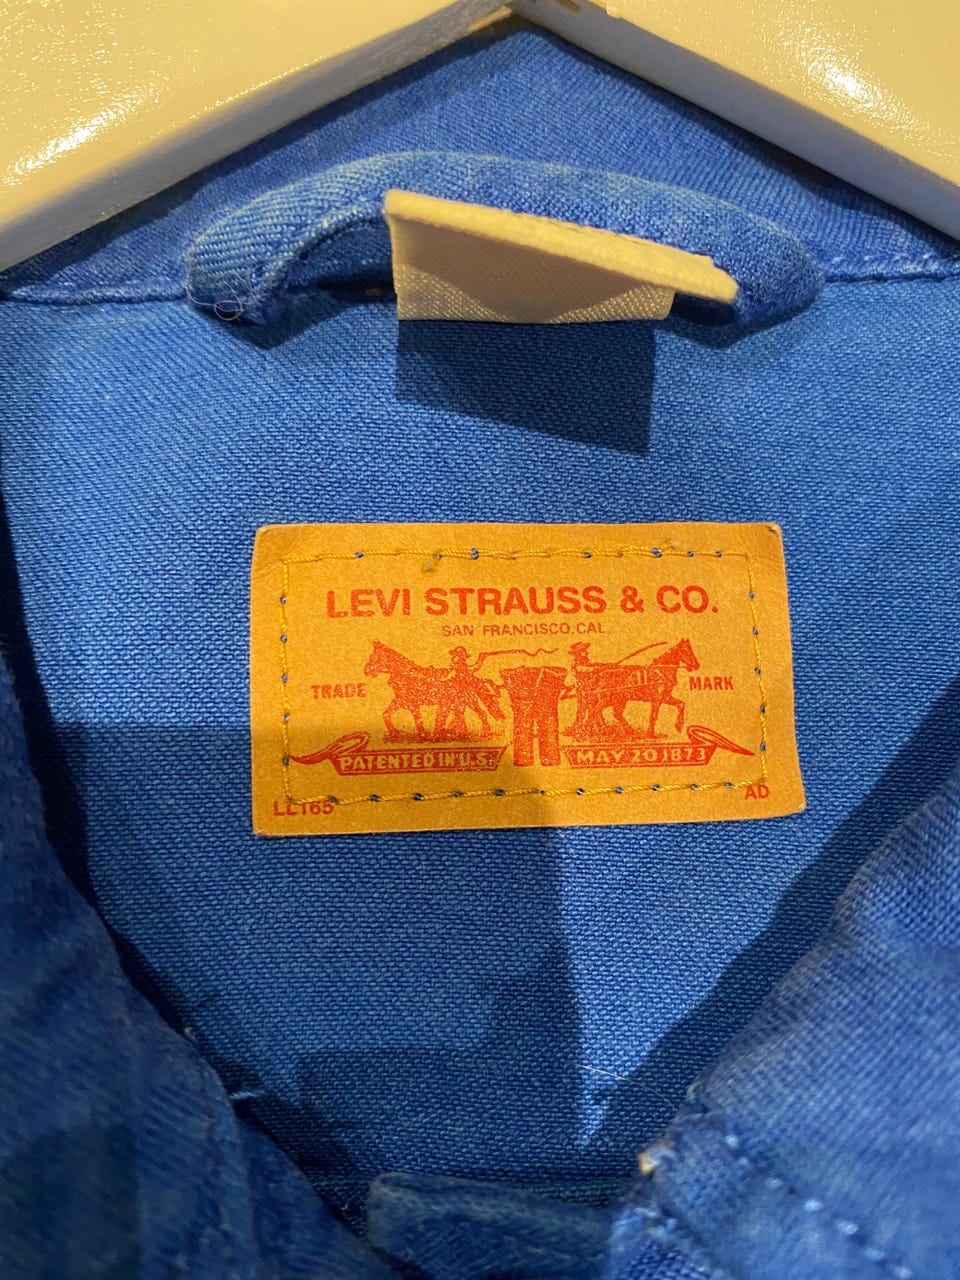 LEVI STRAUSS & CO.
SAN FRANCISCO, CAL.
TRADE MARK
PATENTED IN U.S. MAY 20 1873
LL165 AD